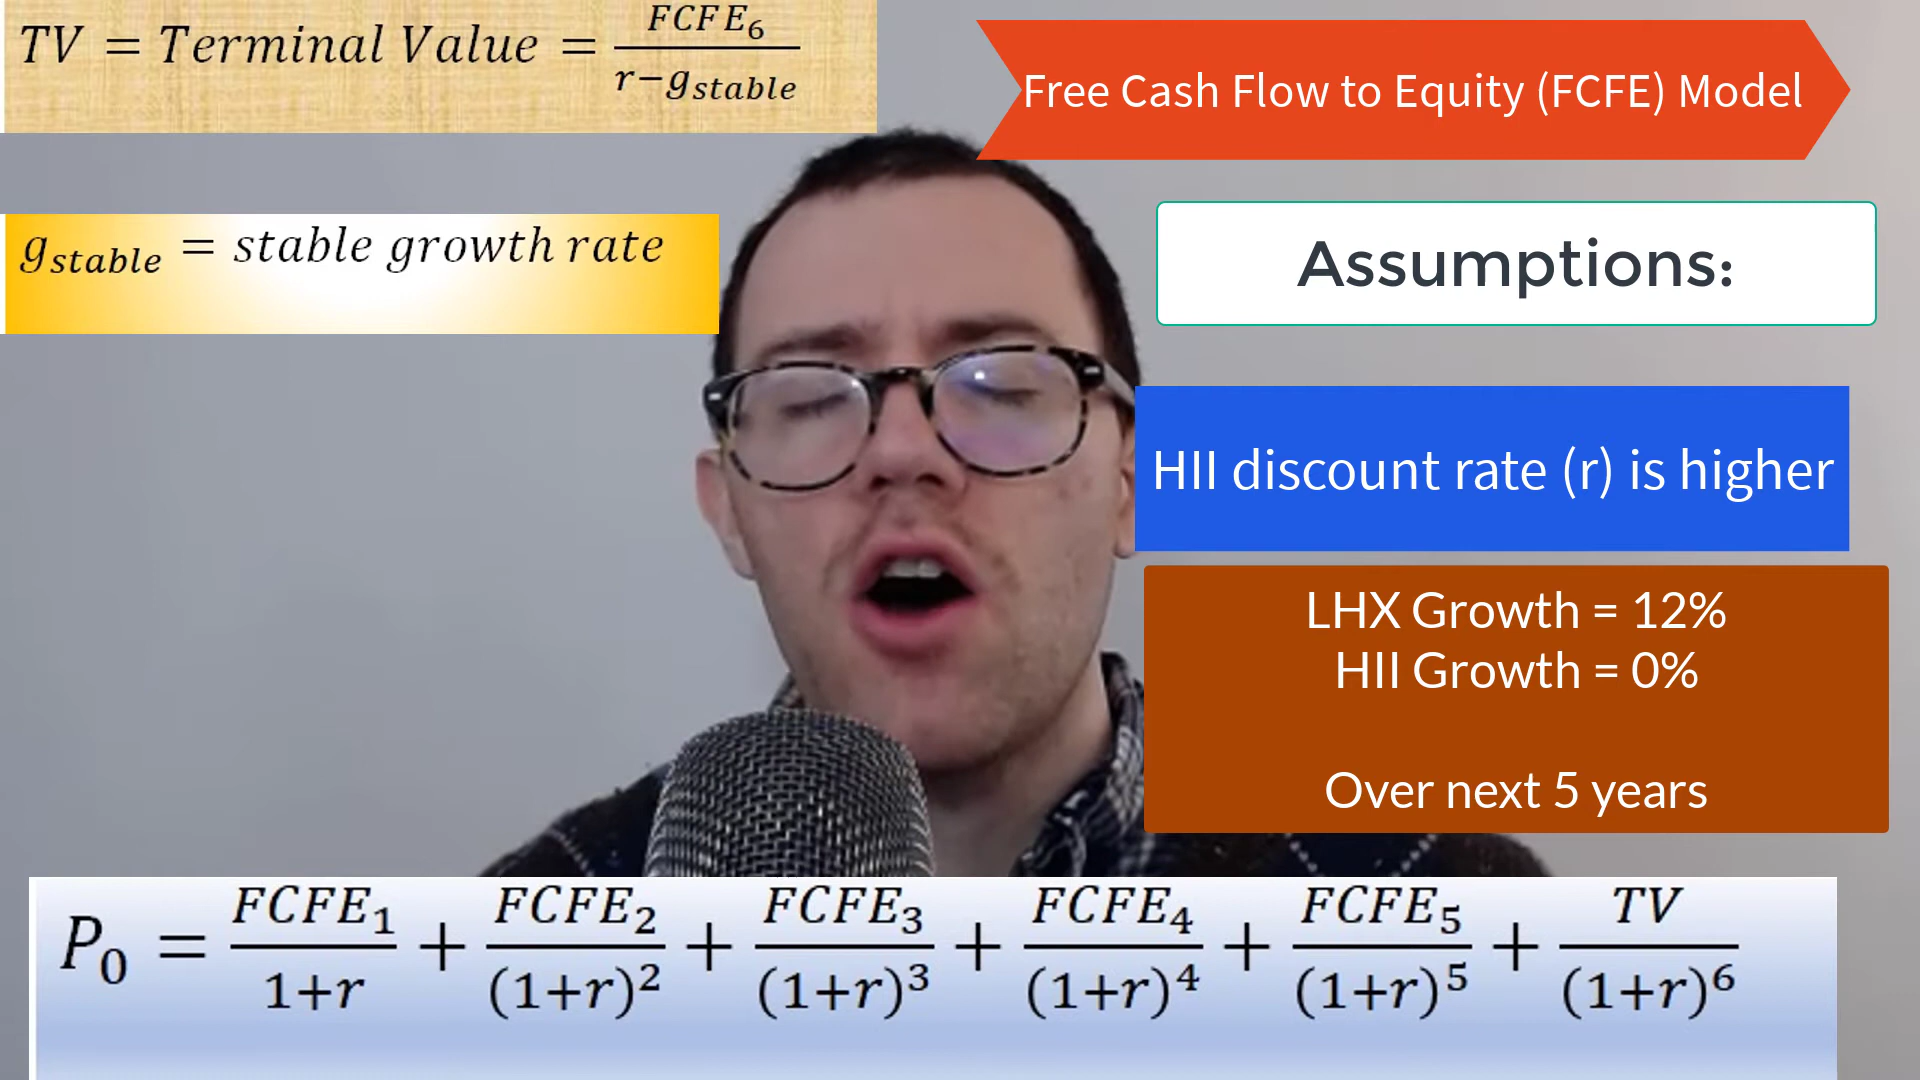 TV = Terminal Value = FCFE₆ / r−g_stable
Free Cash Flow to Equity (FCFE) Model
g_stable = stable growth rate
Assumptions:
HII discount rate (r) is higher
LHX Growth = 12%
HII Growth = 0%
Over next 5 years
P₀ = FCFE₁ / 1+r + FCFE₂ / (1+r)² + FCFE₃ / (1+r)³ + FCFE₄ / (1+r)⁴ + FCFE₅ / (1+r)⁵ + TV / (1+r)⁶